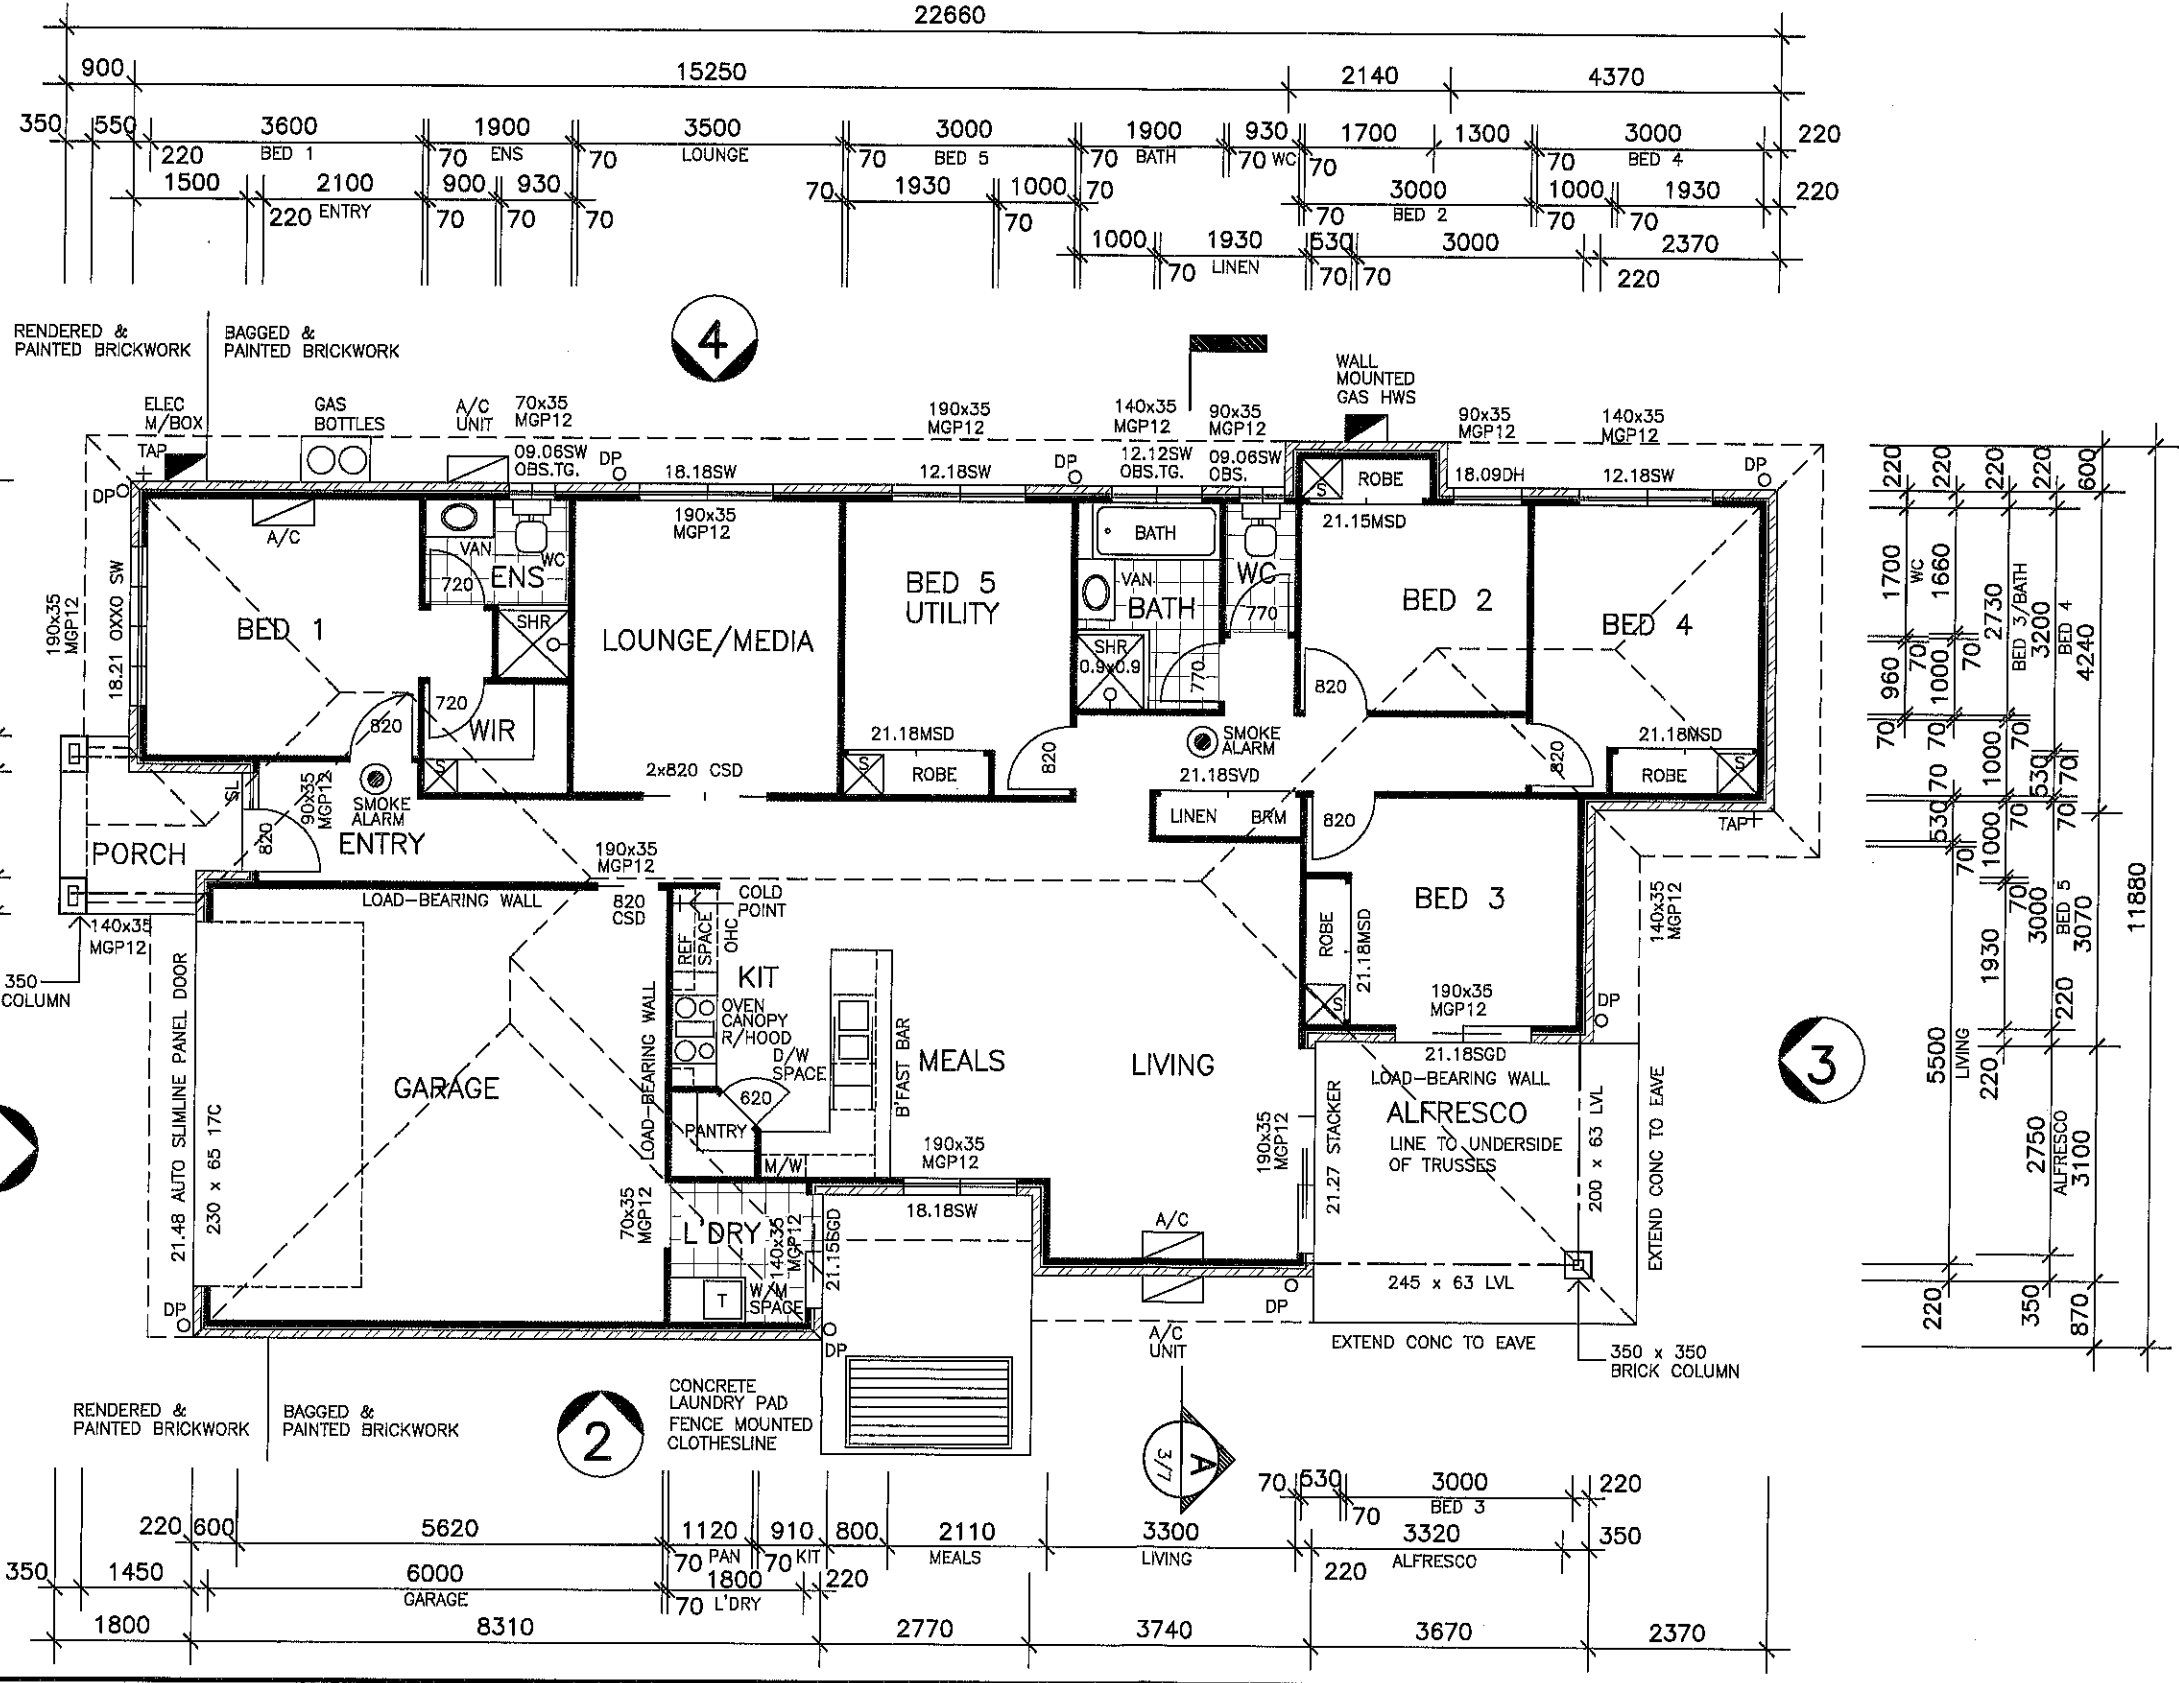 22660
900 15250 2140 4370
350 550 3600 1900 3500 3000 1900 930 1700 1300 3000 220
220 BED 1 70 ENS 70 LOUNGE 70 BED 5 70 BATH 70 WC 70 70 BED 4
1500 2100 900 930 70 1930 1000 70 3000 1000 1930 220
220 ENTRY 70 70 70 70 70 BED 2 70 70
1000 1930 530 3000 2370
70 LINEN 70 70 220
RENDERED &
PAINTED BRICKWORK
BAGGED &
PAINTED BRICKWORK
4
WALL
MOUNTED
GAS HWS
ELEC
M/BOX
TAP
GAS
BOTTLES
A/C
UNIT
70x35
MGP12
190x35
MGP12
140x35
MGP12
90x35
MGP12
90x35
MGP12
140x35
MGP12
DP
09.06SW
OBS.TG.
DP
18.18SW
12.18SW
DP
12.12SW
OBS.TG.
09.06SW
OBS.
S
ROBE
18.09DH
12.18SW
DP
A/C
190x35
MGP12
21.15MSD
190x35
MGP12
18.21 OXXO SW
BED 1
VAN
WC
720
ENS
SHR
720
WIR
S
820
LOUNGE/MEDIA
2x820 CSD
BED 5
UTILITY
21.18MSD
S
ROBE
820
BATH
VAN
BATH
SHR
0.9x0.9
770
WC
770
SMOKE
ALARM
21.18SVD
LINEN BRM
BED 2
820
BED 4
21.18MSD
820
ROBE
S
TAP
SL
90x35
MGP12
SMOKE
ALARM
820
ENTRY
PORCH
140x35
MGP12
350
COLUMN
190x35
MGP12
LOAD-BEARING WALL
820
CSD
COLD
POINT
REF
SPACE
OHC
KIT
OVEN
CANOPY
R/HOOD
D/W
SPACE
620
PANTRY
M/W
B'FAST BAR
MEALS
LIVING
820
BED 3
ROBE
21.18MSD
S
190x35
MGP12
140x35
MGP12
DP
21.18SGD
LOAD-BEARING WALL
ALFRESCO
LINE TO UNDERSIDE
OF TRUSSES
21.27 STACKER
190x35
MGP12
200 x 63 LVL
EXTEND CONC TO EAVE
245 x 63 LVL
EXTEND CONC TO EAVE
350 x 350
BRICK COLUMN
3
21.48 AUTO SLIMLINE PANEL DOOR
230 x 65 17C
GARAGE
LOAD-BEARING WALL
70x35
MGP12
L'DRY
140x35
MGP12
T
W/M
SPACE
21.15SGD
190x35
MGP12
18.18SW
A/C
DP
A/C
UNIT
DP
DP
RENDERED &
PAINTED BRICKWORK
BAGGED &
PAINTED BRICKWORK
2
CONCRETE
LAUNDRY PAD
FENCE MOUNTED
CLOTHESLINE
A
3/7
220 220 220 220 600
1700 WC 1660 2730 BED 3/BATH 3200 BED 4 4240
70 70
960 1000 1000 70 530 70
70 70 70 1000 70 70
530 70 70
1930 3000 BED 5 3070
11880
5500 LIVING 220 220
2750 ALFRESCO 3100
220 350 870
70 530 3000 220
70 BED 3
220 600 5620 1120 910 800 2110 3300 3320 350
70 PAN 70 KIT MEALS LIVING 220 ALFRESCO
350 1450 6000 1800 220
GARAGE 70 L'DRY
1800 8310 2770 3740 3670 2370